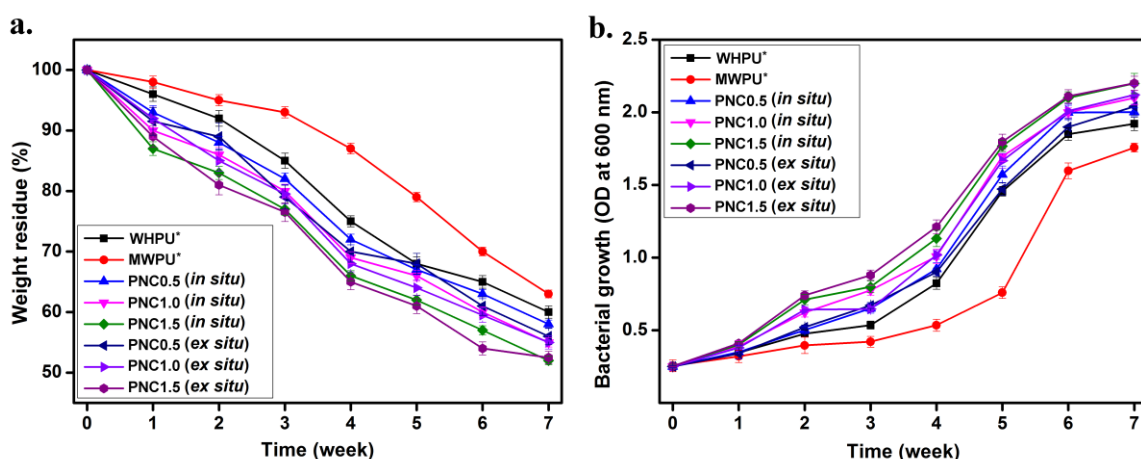 a.
Weight residue (%)
100
90
80
70
60
50
WHPU*
MWPU*
PNC0.5 (in situ)
PNC1.0 (in situ)
PNC1.5 (in situ)
PNC0.5 (ex situ)
PNC1.0 (ex situ)
PNC1.5 (ex situ)
0 1 2 3 4 5 6 7
Time (week)
b.
Bacterial growth (OD at 600 nm)
2.5
2.0
1.5
1.0
0.5
WHPU*
MWPU*
PNC0.5 (in situ)
PNC1.0 (in situ)
PNC1.5 (in situ)
PNC0.5 (ex situ)
PNC1.0 (ex situ)
PNC1.5 (ex situ)
0 1 2 3 4 5 6 7
Time (week)